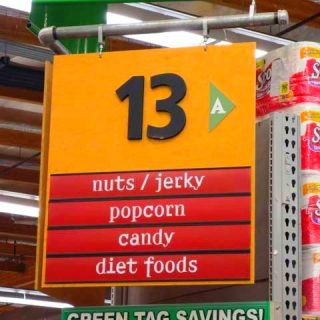 13
A
nuts / jerky
popcorn
candy
diet foods
GREEN TAG SAVINGS!